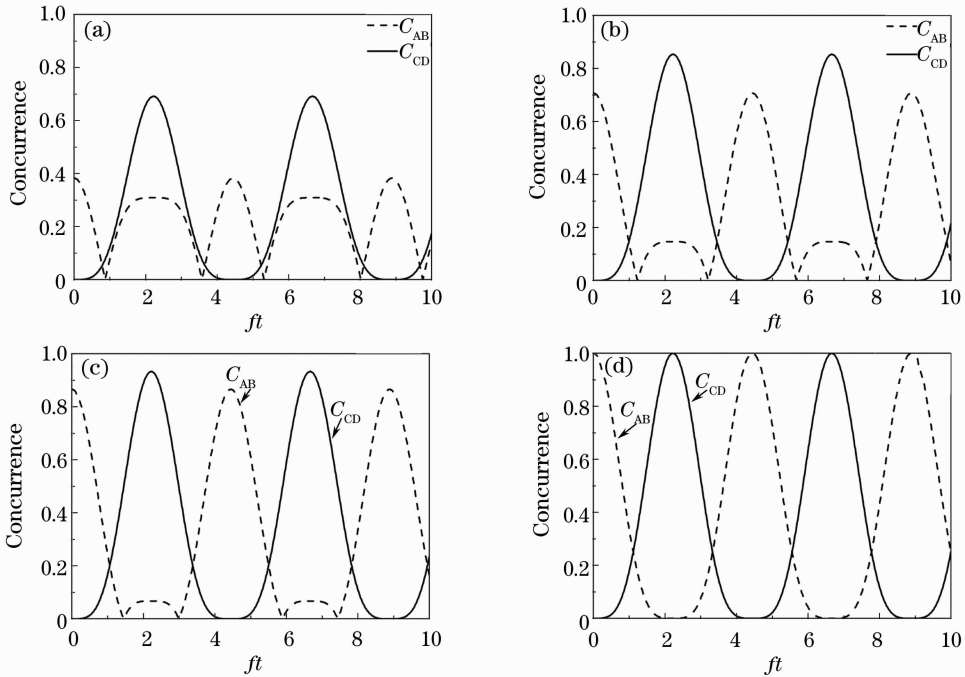 (a)
C_AB
C_CD
1.0
0.8
0.6
0.4
0.2
0
Concurrence
0 2 4 6 8 10
ft
(b)
C_AB
C_CD
1.0
0.8
0.6
0.4
0.2
0
Concurrence
0 2 4 6 8 10
ft
(c)
C_AB
C_CD
1.0
0.8
0.6
0.4
0.2
0
Concurrence
0 2 4 6 8 10
ft
(d)
C_CD
C_AB
1.0
0.8
0.6
0.4
0.2
0
Concurrence
0 2 4 6 8 10
ft